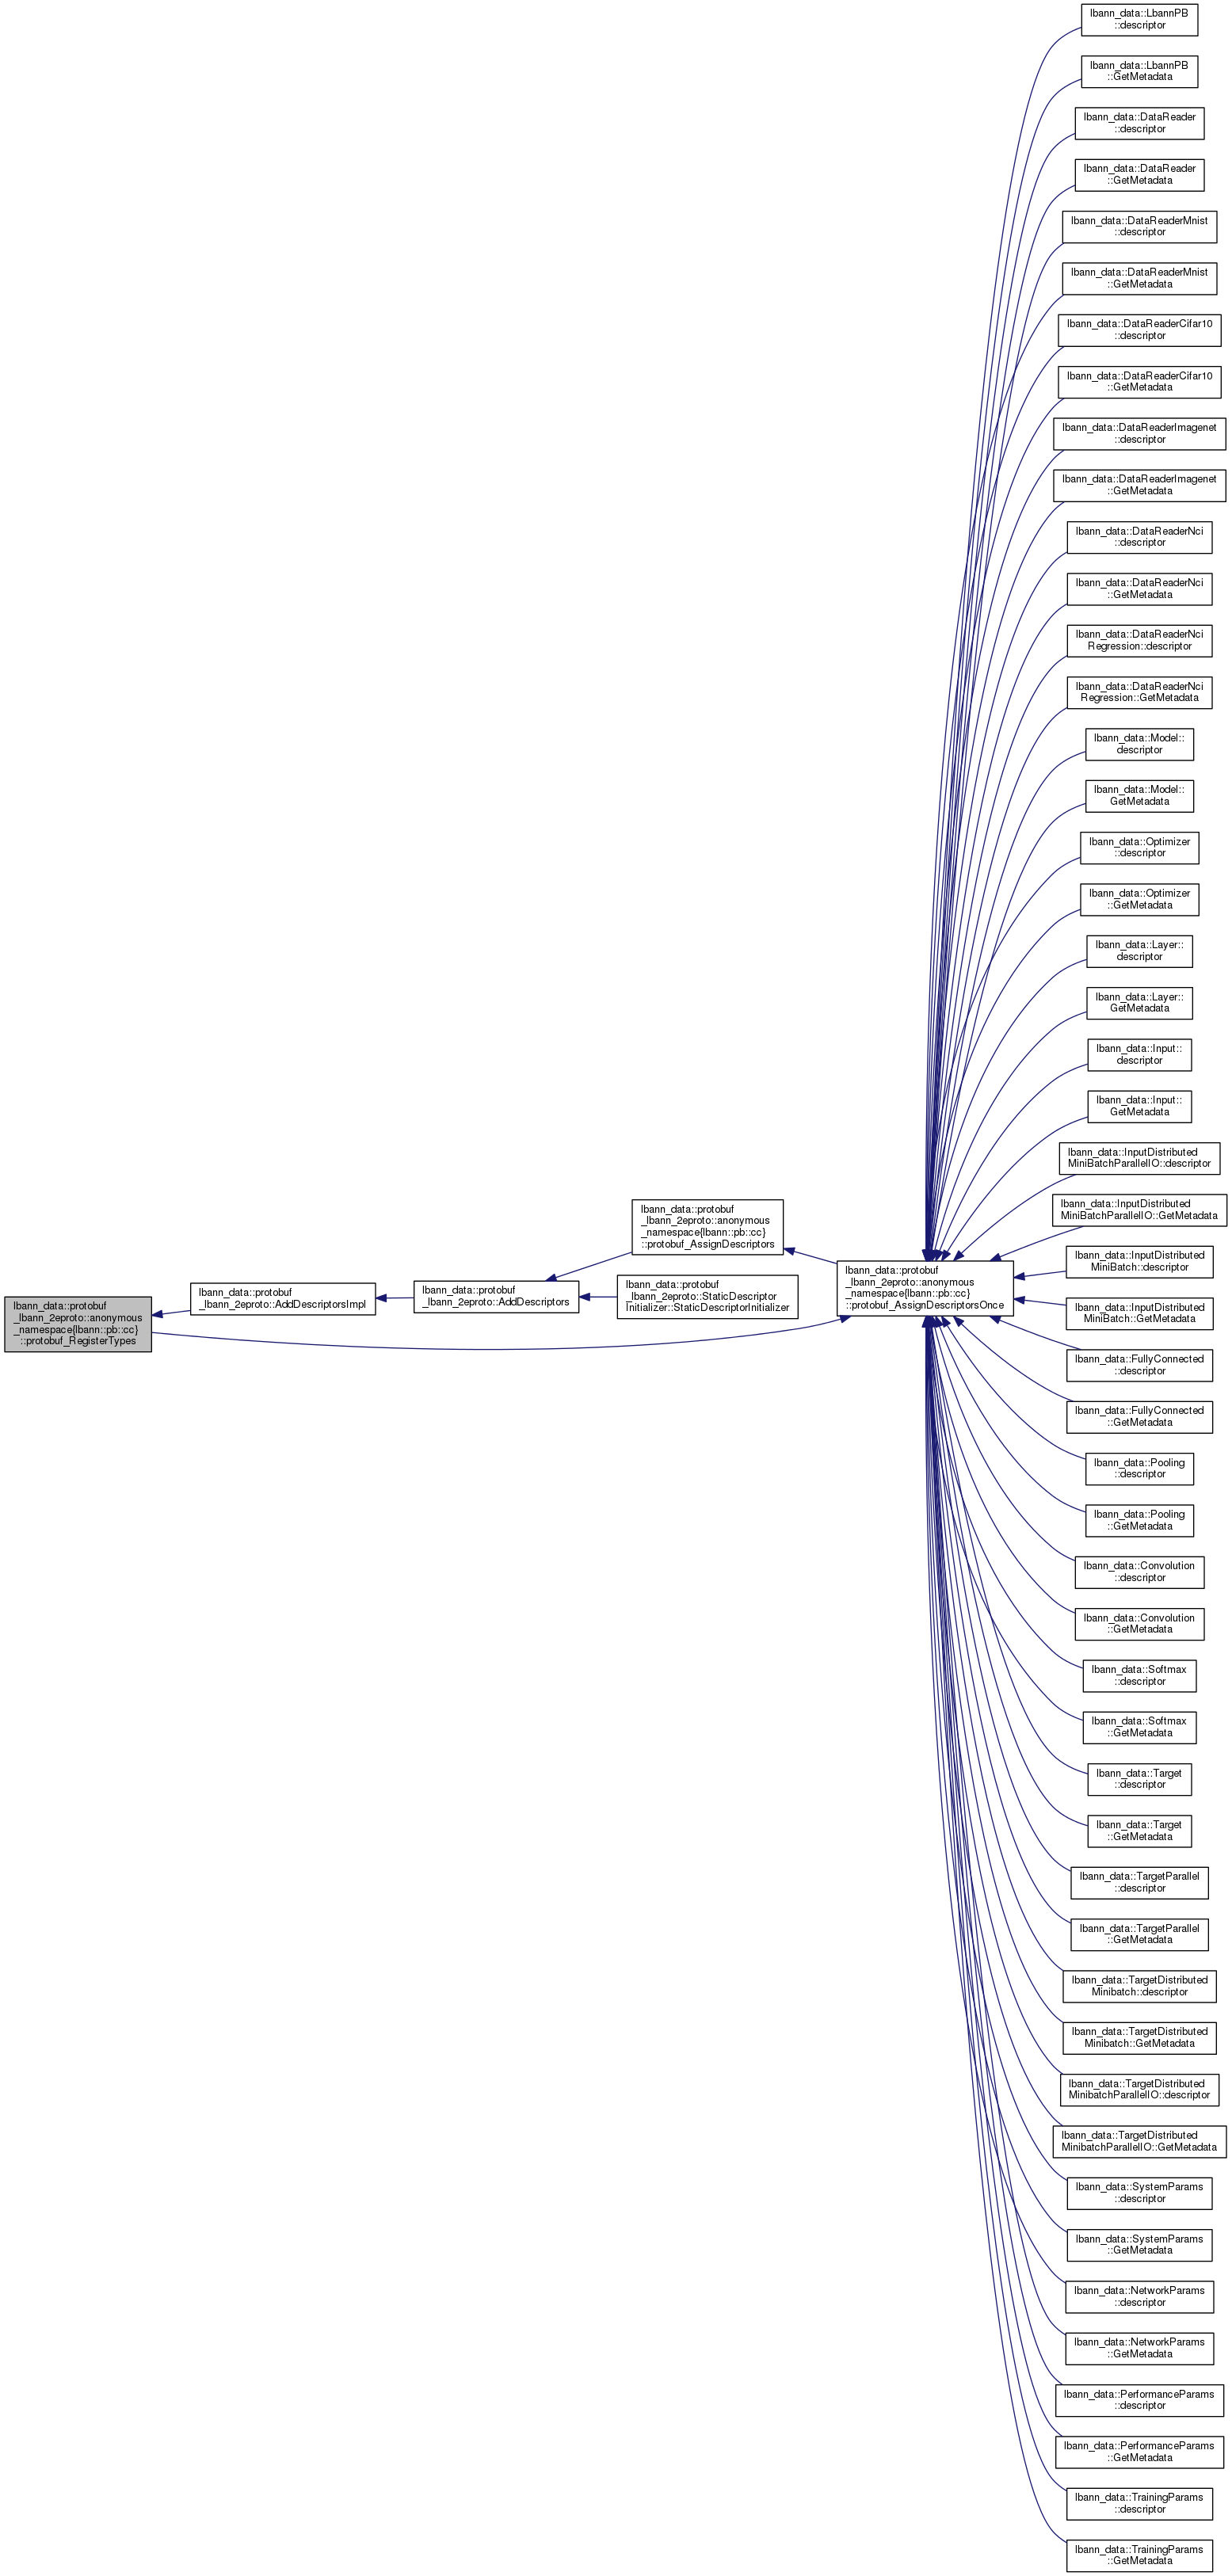 lbann_data::LbannPB
::descriptor
lbann_data::LbannPB
::GetMetadata
lbann_data::DataReader
::descriptor
lbann_data::DataReader
::GetMetadata
lbann_data::DataReaderMnist
::descriptor
lbann_data::DataReaderMnist
::GetMetadata
lbann_data::DataReaderCifar10
::descriptor
lbann_data::DataReaderCifar10
::GetMetadata
lbann_data::DataReaderImagenet
::descriptor
lbann_data::DataReaderImagenet
::GetMetadata
lbann_data::DataReaderNci
::descriptor
lbann_data::DataReaderNci
::GetMetadata
lbann_data::DataReaderNci
Regression::descriptor
lbann_data::DataReaderNci
Regression::GetMetadata
lbann_data::Model::
descriptor
lbann_data::Model::
GetMetadata
lbann_data::Optimizer
::descriptor
lbann_data::Optimizer
::GetMetadata
lbann_data::Layer::
descriptor
lbann_data::Layer::
GetMetadata
lbann_data::Input::
descriptor
lbann_data::Input::
GetMetadata
lbann_data::InputDistributed
MiniBatchParallelIO::descriptor
lbann_data::InputDistributed
MiniBatchParallelIO::GetMetadata
lbann_data::InputDistributed
MiniBatch::descriptor
lbann_data::InputDistributed
MiniBatch::GetMetadata
lbann_data::FullyConnected
::descriptor
lbann_data::FullyConnected
::GetMetadata
lbann_data::Pooling
::descriptor
lbann_data::Pooling
::GetMetadata
lbann_data::Convolution
::descriptor
lbann_data::Convolution
::GetMetadata
lbann_data::Softmax
::descriptor
lbann_data::Softmax
::GetMetadata
lbann_data::Target
::descriptor
lbann_data::Target
::GetMetadata
lbann_data::TargetParallel
::descriptor
lbann_data::TargetParallel
::GetMetadata
lbann_data::TargetDistributed
Minibatch::descriptor
lbann_data::TargetDistributed
Minibatch::GetMetadata
lbann_data::TargetDistributed
MinibatchParallelIO::descriptor
lbann_data::TargetDistributed
MinibatchParallelIO::GetMetadata
lbann_data::SystemParams
::descriptor
lbann_data::SystemParams
::GetMetadata
lbann_data::NetworkParams
::descriptor
lbann_data::NetworkParams
::GetMetadata
lbann_data::PerformanceParams
::descriptor
lbann_data::PerformanceParams
::GetMetadata
lbann_data::TrainingParams
::descriptor
lbann_data::TrainingParams
::GetMetadata
lbann_data::protobuf
_lbann_2eproto::anonymous
_namespace{lbann::pb::cc}
::protobuf_RegisterTypes
lbann_data::protobuf
_lbann_2eproto::AddDescriptorsImpl
lbann_data::protobuf
_lbann_2eproto::AddDescriptors
lbann_data::protobuf
_lbann_2eproto::anonymous
_namespace{lbann::pb::cc}
::protobuf_AssignDescriptors
lbann_data::protobuf
_lbann_2eproto::StaticDescriptor
Initializer::StaticDescriptorInitializer
lbann_data::protobuf
_lbann_2eproto::anonymous
_namespace{lbann::pb::cc}
::protobuf_AssignDescriptorsOnce